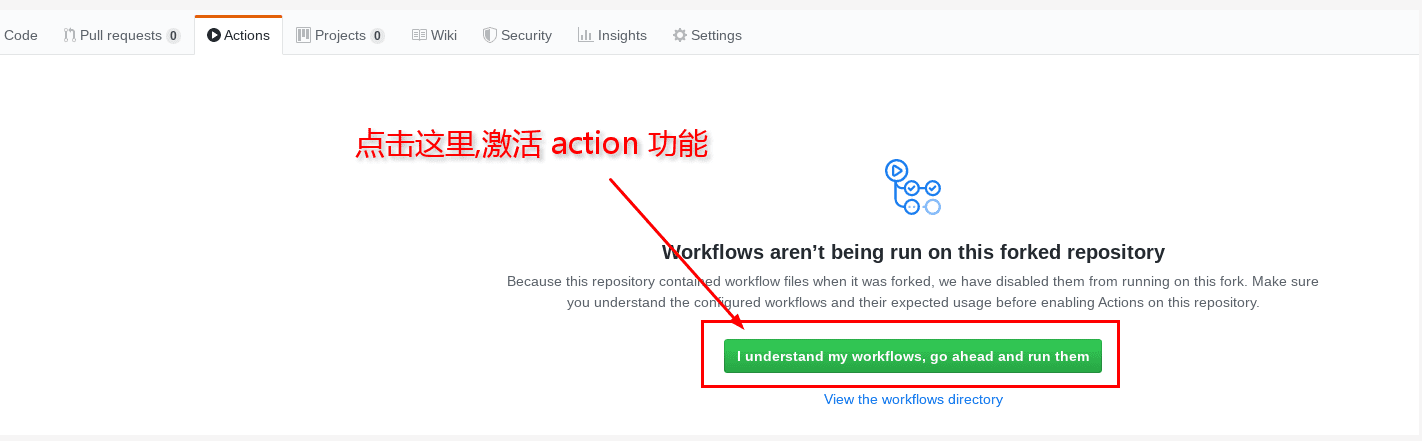 Code Pull requests 0 Actions Projects 0 Wiki Security Insights Settings
点击这里,激活 action 功能
Workflows aren’t being run on this forked repository
Because this repository contained workflow files when it was forked, we have disabled them from running on this fork. Make sure
you understand the configured workflows and their expected usage before enabling Actions on this repository.
I understand my workflows, go ahead and run them
View the workflows directory